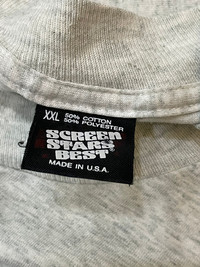 XXL 50% COTTON
50% POLYESTER
SCREEN
STARS
BEST
MADE IN U.S.A.